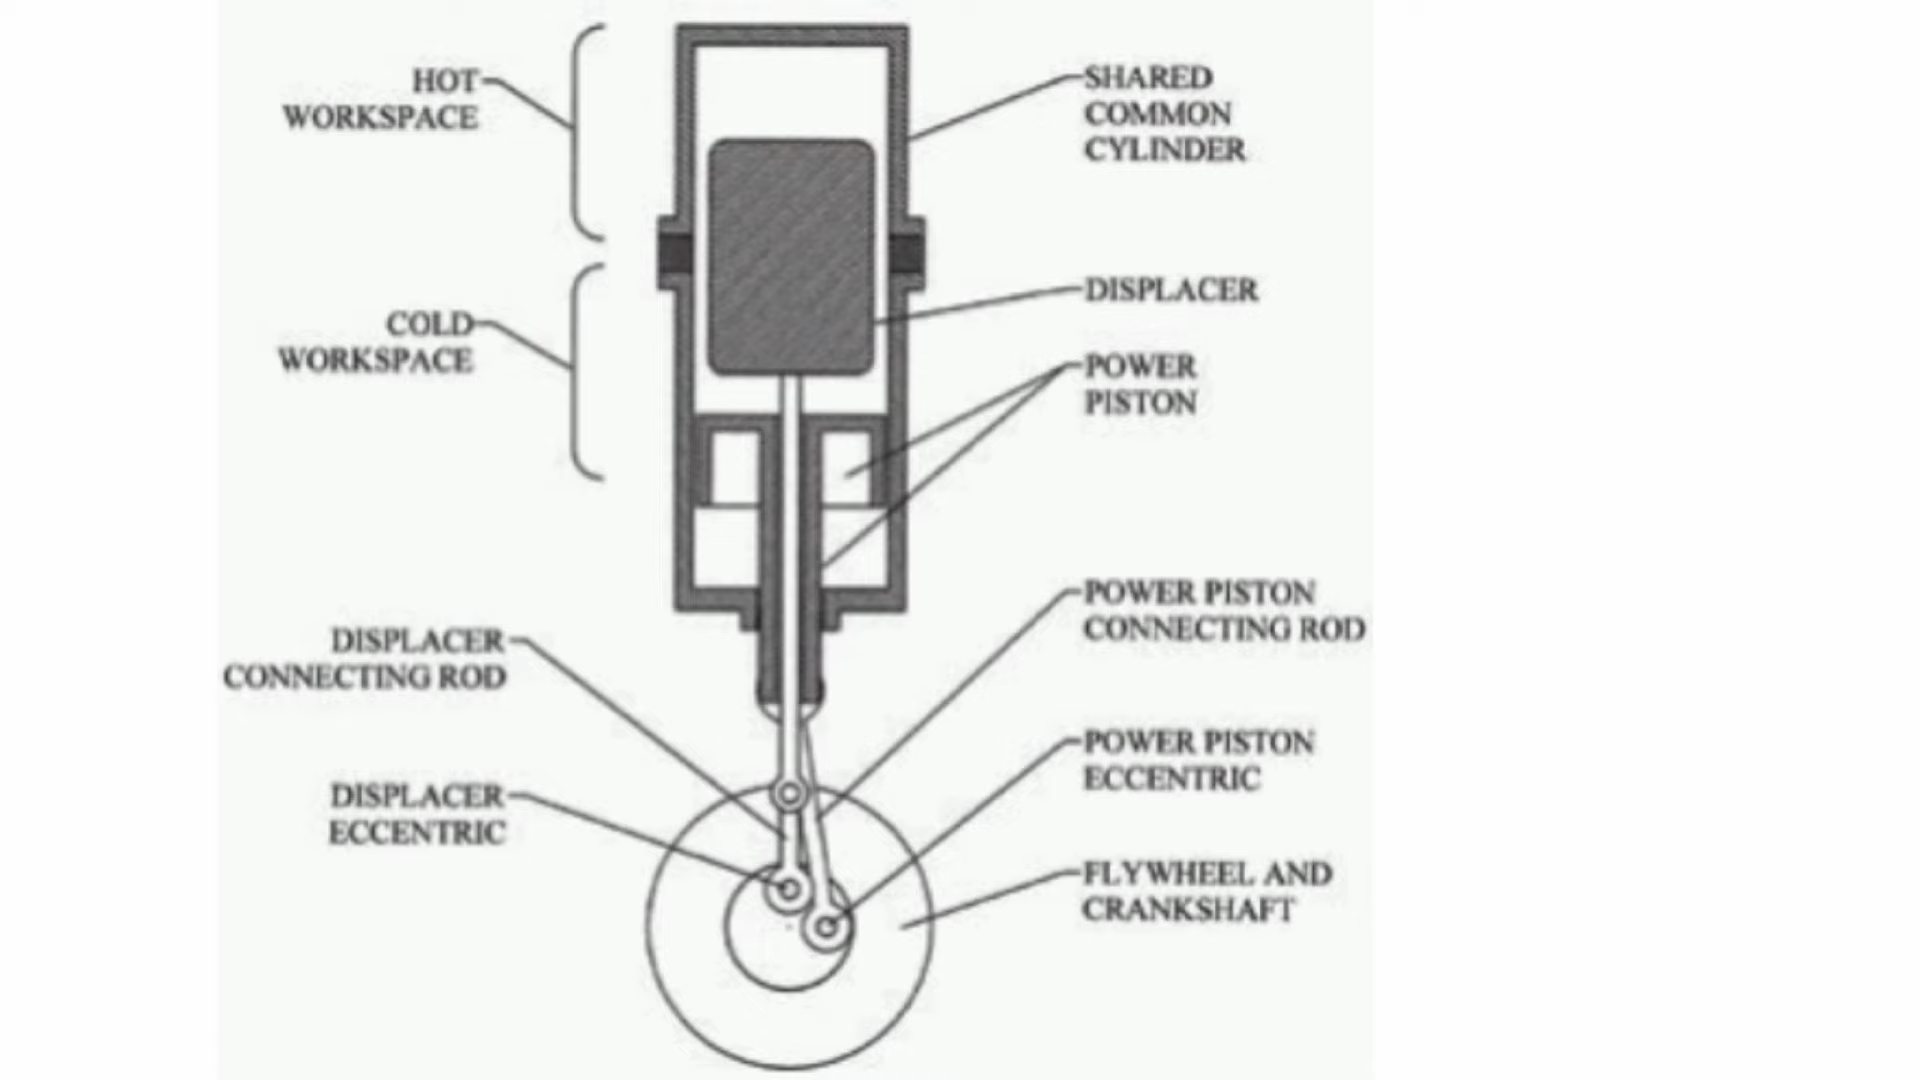 HOT
WORKSPACE
COLD
WORKSPACE
DISPLACER
CONNECTING ROD
DISPLACER
ECCENTRIC
SHARED
COMMON
CYLINDER
DISPLACER
POWER
PISTON
POWER PISTON
CONNECTING ROD
POWER PISTON
ECCENTRIC
FLYWHEEL AND
CRANKSHAFT